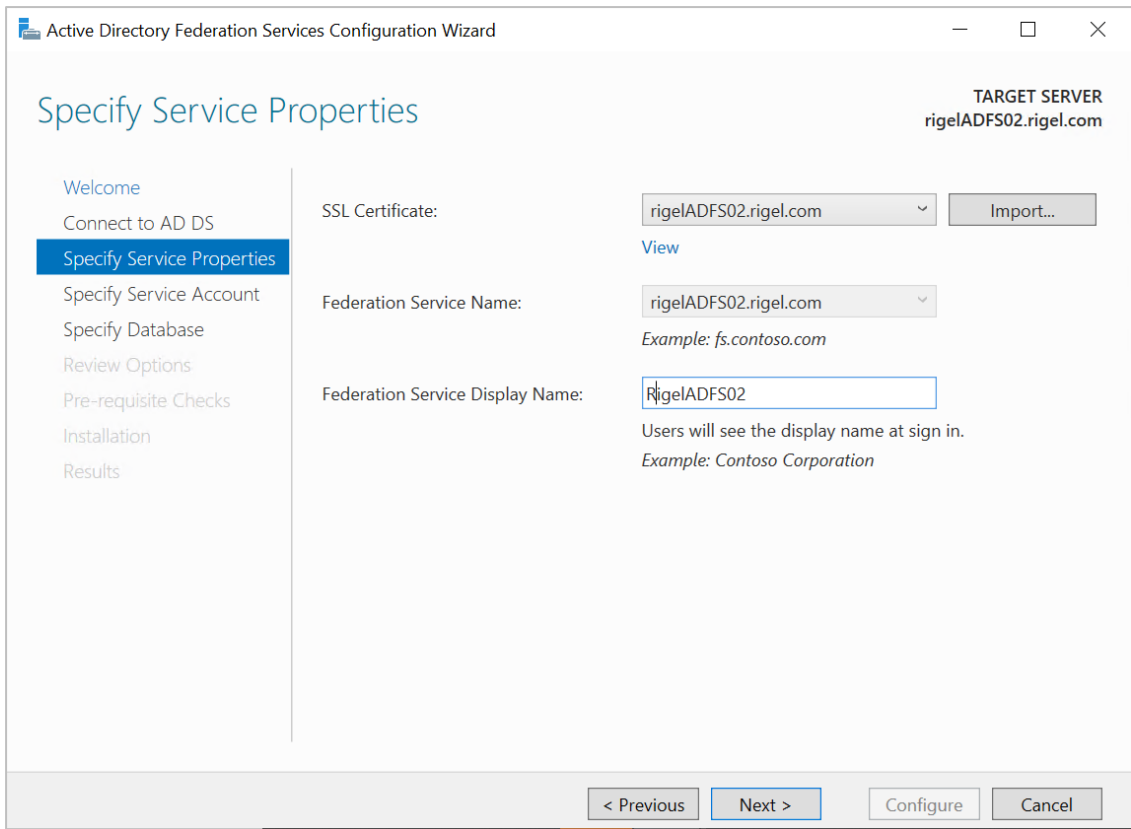 Active Directory Federation Services Configuration Wizard
Specify Service Properties
TARGET SERVER
rigelADFS02.rigel.com
Welcome
Connect to AD DS
Specify Service Properties
Specify Service Account
Specify Database
Review Options
Pre-requisite Checks
Installation
Results
SSL Certificate:
rigelADFS02.rigel.com
Import...
View
Federation Service Name:
rigelADFS02.rigel.com
Example: fs.contoso.com
Federation Service Display Name:
RigelADFS02
Users will see the display name at sign in.
Example: Contoso Corporation
< Previous
Next >
Configure
Cancel